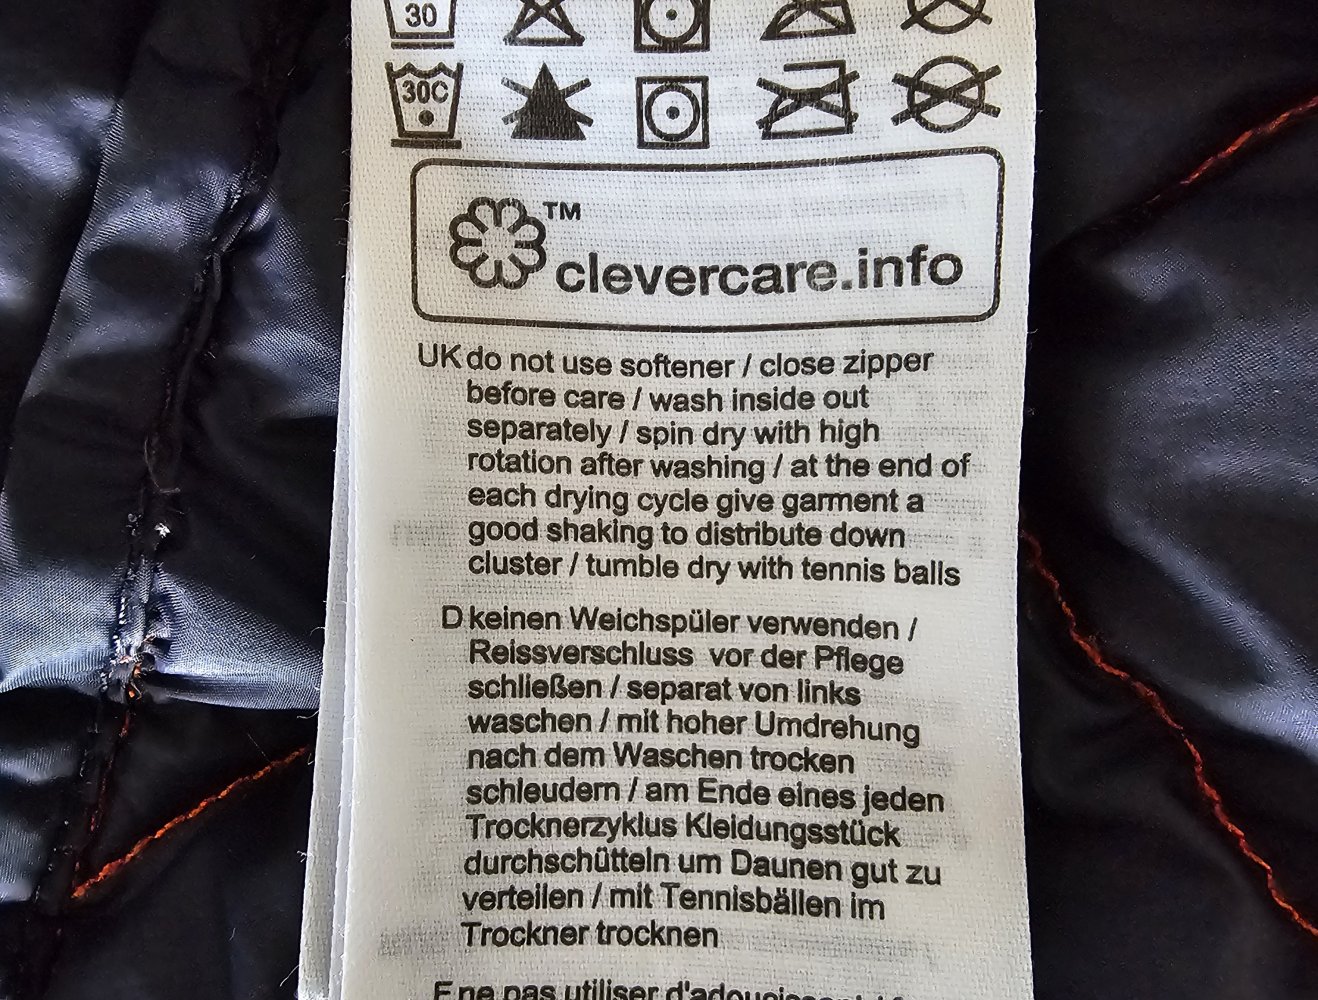 30
30C
TM
clevercare.info
UK do not use softener / close zipper
before care / wash inside out
separately / spin dry with high
rotation after washing / at the end of
each drying cycle give garment a
good shaking to distribute down
cluster / tumble dry with tennis balls
D keinen Weichspüler verwenden /
Reissverschluss vor der Pflege
schließen / separat von links
waschen / mit hoher Umdrehung
nach dem Waschen trocken
schleudern / am Ende eines jeden
Trocknerzyklus Kleidungsstück
durchschütteln um Daunen gut zu
verteilen / mit Tennisbällen im
Trockner trocknen
F ne pas utiliser d'adoucissant /